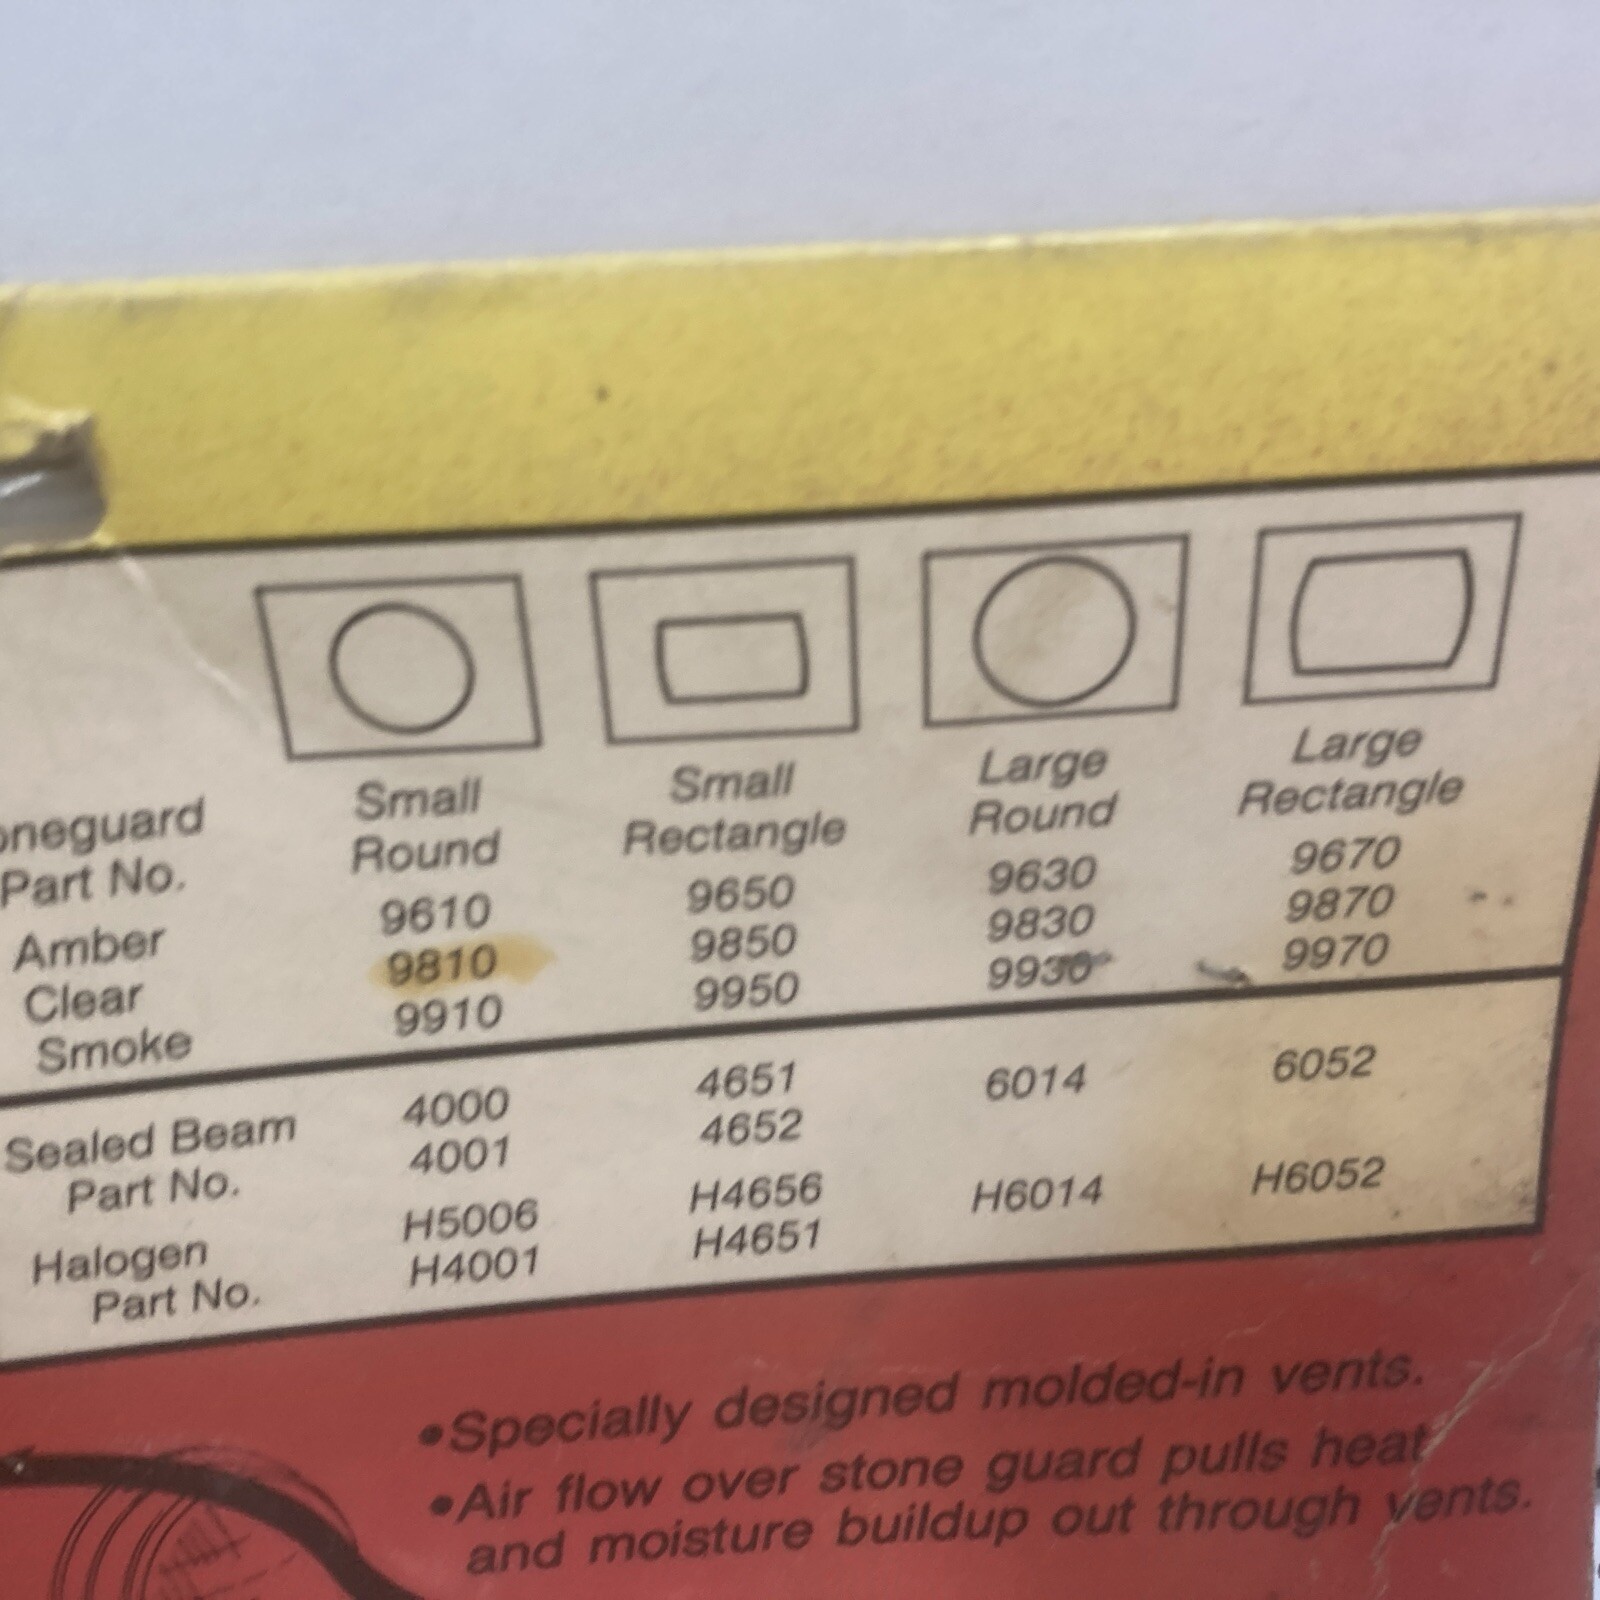 Small Small Large Large
Round Rectangle Round Rectangle
oneguard
Part No.
Amber 9610 9650 9630 9670
Clear 9810 9850 9830 9870
Smoke 9910 9950 9930 9970
Sealed Beam 4000 4651 6014 6052
Part No. 4001 4652
Halogen H5006 H4656 H6014 H6052
Part No. H4001 H4651
•Specially designed molded-in vents.
•Air flow over stone guard pulls heat
and moisture buildup out through vents.